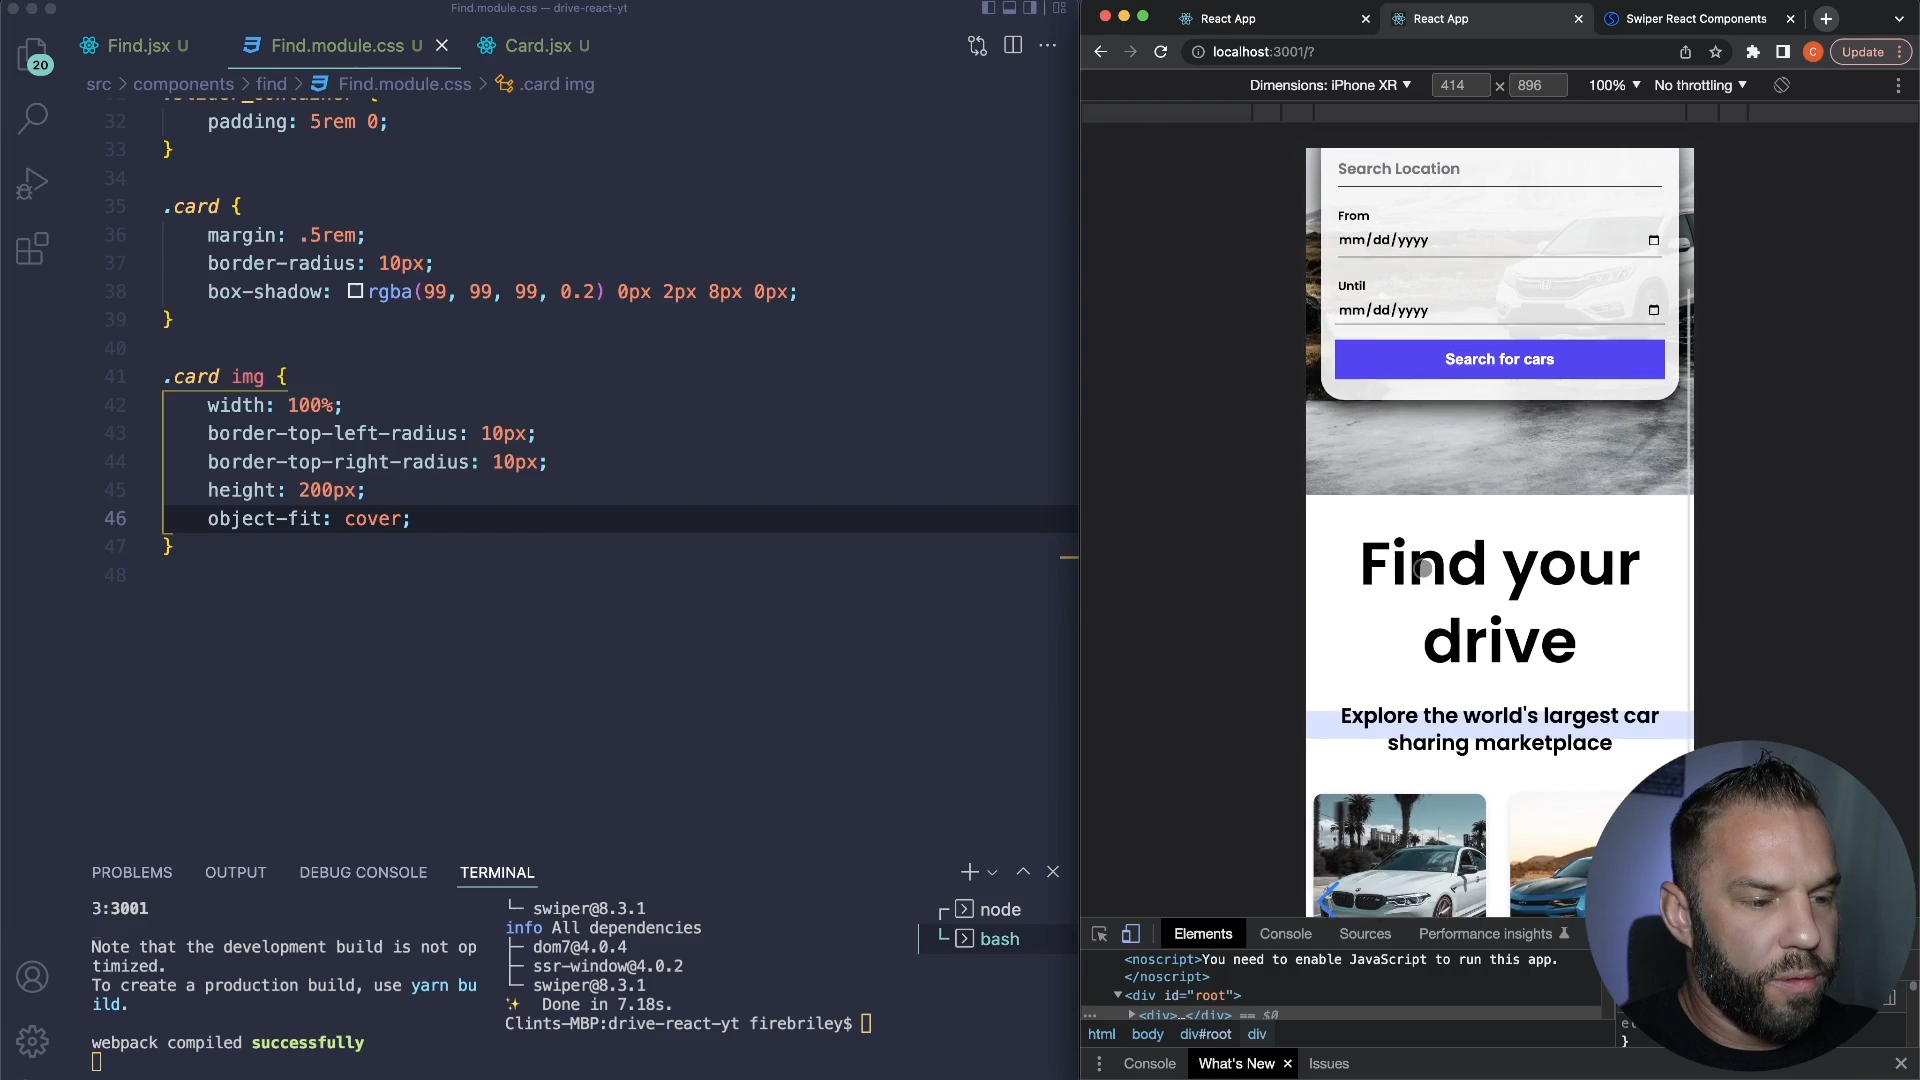 Find.module.css — drive-react-yt
20
Find.jsx U
Find.module.css U
Card.jsx U
src > components > find > Find.module.css > .card img
32 padding: 5rem 0;
33 }
34
35 .card {
36 margin: .5rem;
37 border-radius: 10px;
38 box-shadow: rgba(99, 99, 99, 0.2) 0px 2px 8px 0px;
39 }
40
41 .card img {
42 width: 100%;
43 border-top-left-radius: 10px;
44 border-top-right-radius: 10px;
45 height: 200px;
46 object-fit: cover;
47 }
48
PROBLEMS OUTPUT DEBUG CONSOLE TERMINAL
3:3001
Note that the development build is not op
timized.
To create a production build, use yarn bu
ild.
webpack compiled successfully
└─ swiper@8.3.1
info All dependencies
├─ dom7@4.0.4
├─ ssr-window@4.0.2
└─ swiper@8.3.1
✨ Done in 7.18s.
Clints-MBP:drive-react-yt firebriley$
node
bash
React App
React App
Swiper React Components
localhost:3001/?
C
Update
Dimensions: iPhone XR 414 × 896 100% No throttling
Search Location
From
mm/dd/yyyy
Until
mm/dd/yyyy
Search for cars
Find your
drive
Explore the world's largest car
sharing marketplace
Elements Console Sources Performance insights
<noscript>You need to enable JavaScript to run this app.
</noscript>
<div id="root">
<div>…</div> == $0
html body div#root div
}
Console What's New Issues